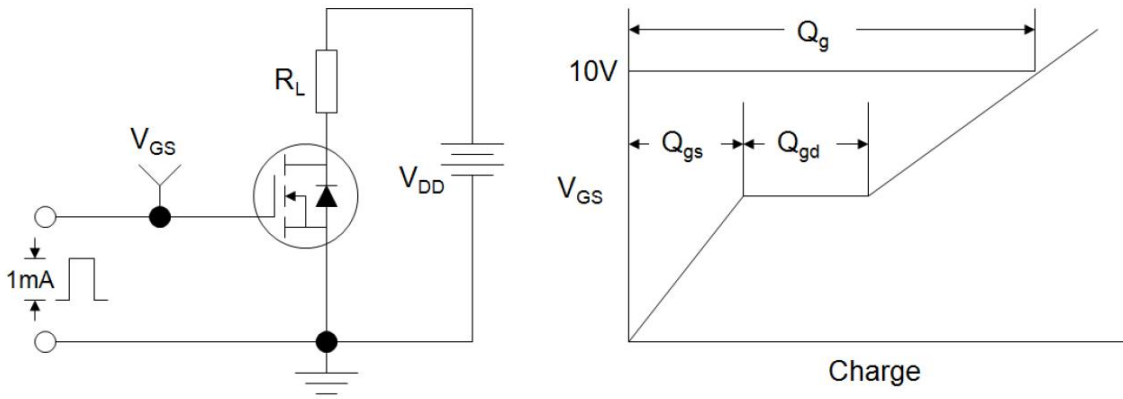 R_L
V_GS
V_DD
1mA
Q_g
10V
Q_gs
Q_gd
V_GS
Charge